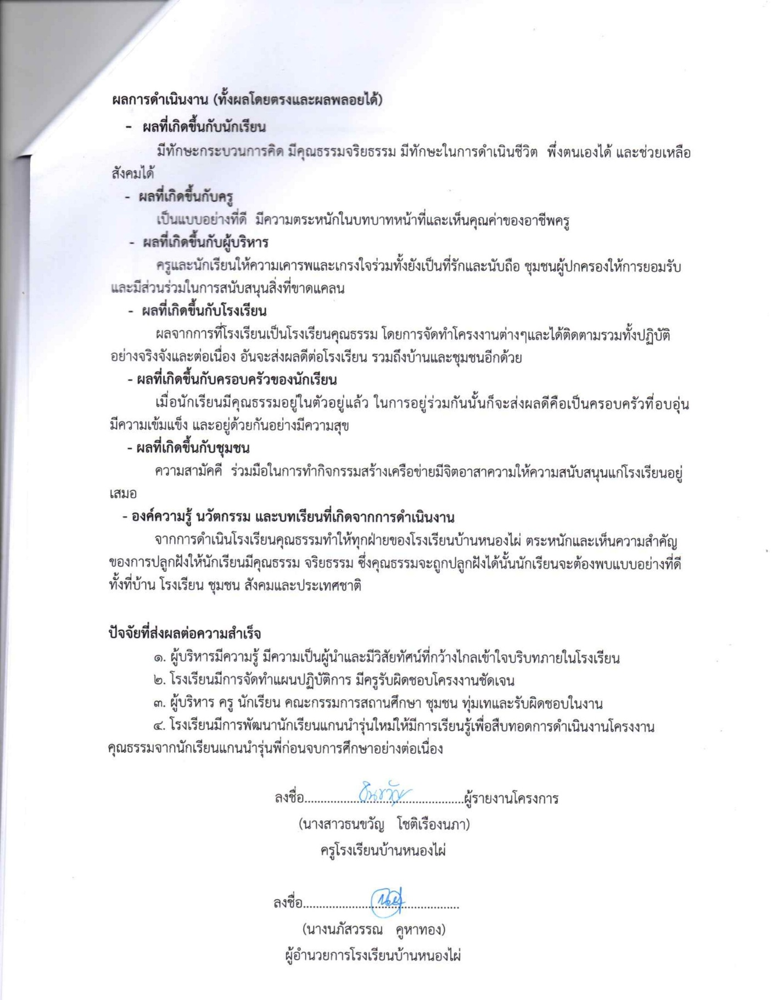 ผลการดำเนินงาน (ทั้งผลโดยตรงและผลพลอยได้)
- ผลที่เกิดขึ้นกับนักเรียน
มีทักษะกระบวนการคิด มีคุณธรรมจริยธรรม มีทักษะในการดำเนินชีวิต พึ่งตนเองได้ และช่วยเหลือ
สังคมได้
- ผลที่เกิดขึ้นกับครู
เป็นแบบอย่างที่ดี มีความตระหนักในบทบาทหน้าที่และเห็นคุณค่าของอาชีพครู
- ผลที่เกิดขึ้นกับผู้บริหาร
ครูและนักเรียนให้ความเคารพและเกรงใจร่วมทั้งยังเป็นที่รักและนับถือ ชุมชนผู้ปกครองให้การยอมรับ
และมีส่วนร่วมในการสนับสนุนสิ่งที่ขาดแคลน
- ผลที่เกิดขึ้นกับโรงเรียน
ผลจากการที่โรงเรียนเป็นโรงเรียนคุณธรรม โดยการจัดทำโครงงานต่างๆและได้ติดตามรวมทั้งปฏิบัติ
อย่างจริงจังและต่อเนื่อง อันจะส่งผลดีต่อโรงเรียน รวมถึงบ้านและชุมชนอีกด้วย
- ผลที่เกิดขึ้นกับครอบครัวของนักเรียน
เมื่อนักเรียนมีคุณธรรมอยู่ในตัวอยู่แล้ว ในการอยู่ร่วมกันนั้นก็จะส่งผลดีคือเป็นครอบครัวที่อบอุ่น
มีความเข้มแข็ง และอยู่ด้วยกันอย่างมีความสุข
- ผลที่เกิดขึ้นกับชุมชน
ความสามัคคี ร่วมมือในการทำกิจกรรมสร้างเครือข่ายมีจิตอาสาความให้ความสนับสนุนแก่โรงเรียนอยู่
เสมอ
- องค์ความรู้ นวัตกรรม และบทเรียนที่เกิดจากการดำเนินงาน
จากการดำเนินโรงเรียนคุณธรรมทำให้ทุกฝ่ายของโรงเรียนบ้านหนองไผ่ ตระหนักและเห็นความสำคัญ
ของการปลูกฝังให้นักเรียนมีคุณธรรม จริยธรรม ซึ่งคุณธรรมจะถูกปลูกฝังได้นั้นนักเรียนจะต้องพบแบบอย่างที่ดี
ทั้งที่บ้าน โรงเรียน ชุมชน สังคมและประเทศชาติ
ปัจจัยที่ส่งผลต่อความสำเร็จ
๑. ผู้บริหารมีความรู้ มีความเป็นผู้นำและมีวิสัยทัศน์ที่กว้างไกลเข้าใจบริบทภายในโรงเรียน
๒. โรงเรียนมีการจัดทำแผนปฏิบัติการ มีครูรับผิดชอบโครงงานชัดเจน
๓. ผู้บริหาร ครู นักเรียน คณะกรรมการสถานศึกษา ชุมชน ทุ่มเทและรับผิดชอบในงาน
๔. โรงเรียนมีการพัฒนานักเรียนแกนนำรุ่นใหม่ให้มีการเรียนรู้เพื่อสืบทอดการดำเนินงานโครงงาน
คุณธรรมจากนักเรียนแกนนำรุ่นพี่ก่อนจบการศึกษาอย่างต่อเนื่อง
ลงชื่อ................................................ผู้รายงานโครงการ
(นางสาวธนขวัญ โชติเรืองนภา)
ครูโรงเรียนบ้านหนองไผ่
ลงชื่อ................................................
(นางนภัสวรรณ คูหาทอง)
ผู้อำนวยการโรงเรียนบ้านหนองไผ่